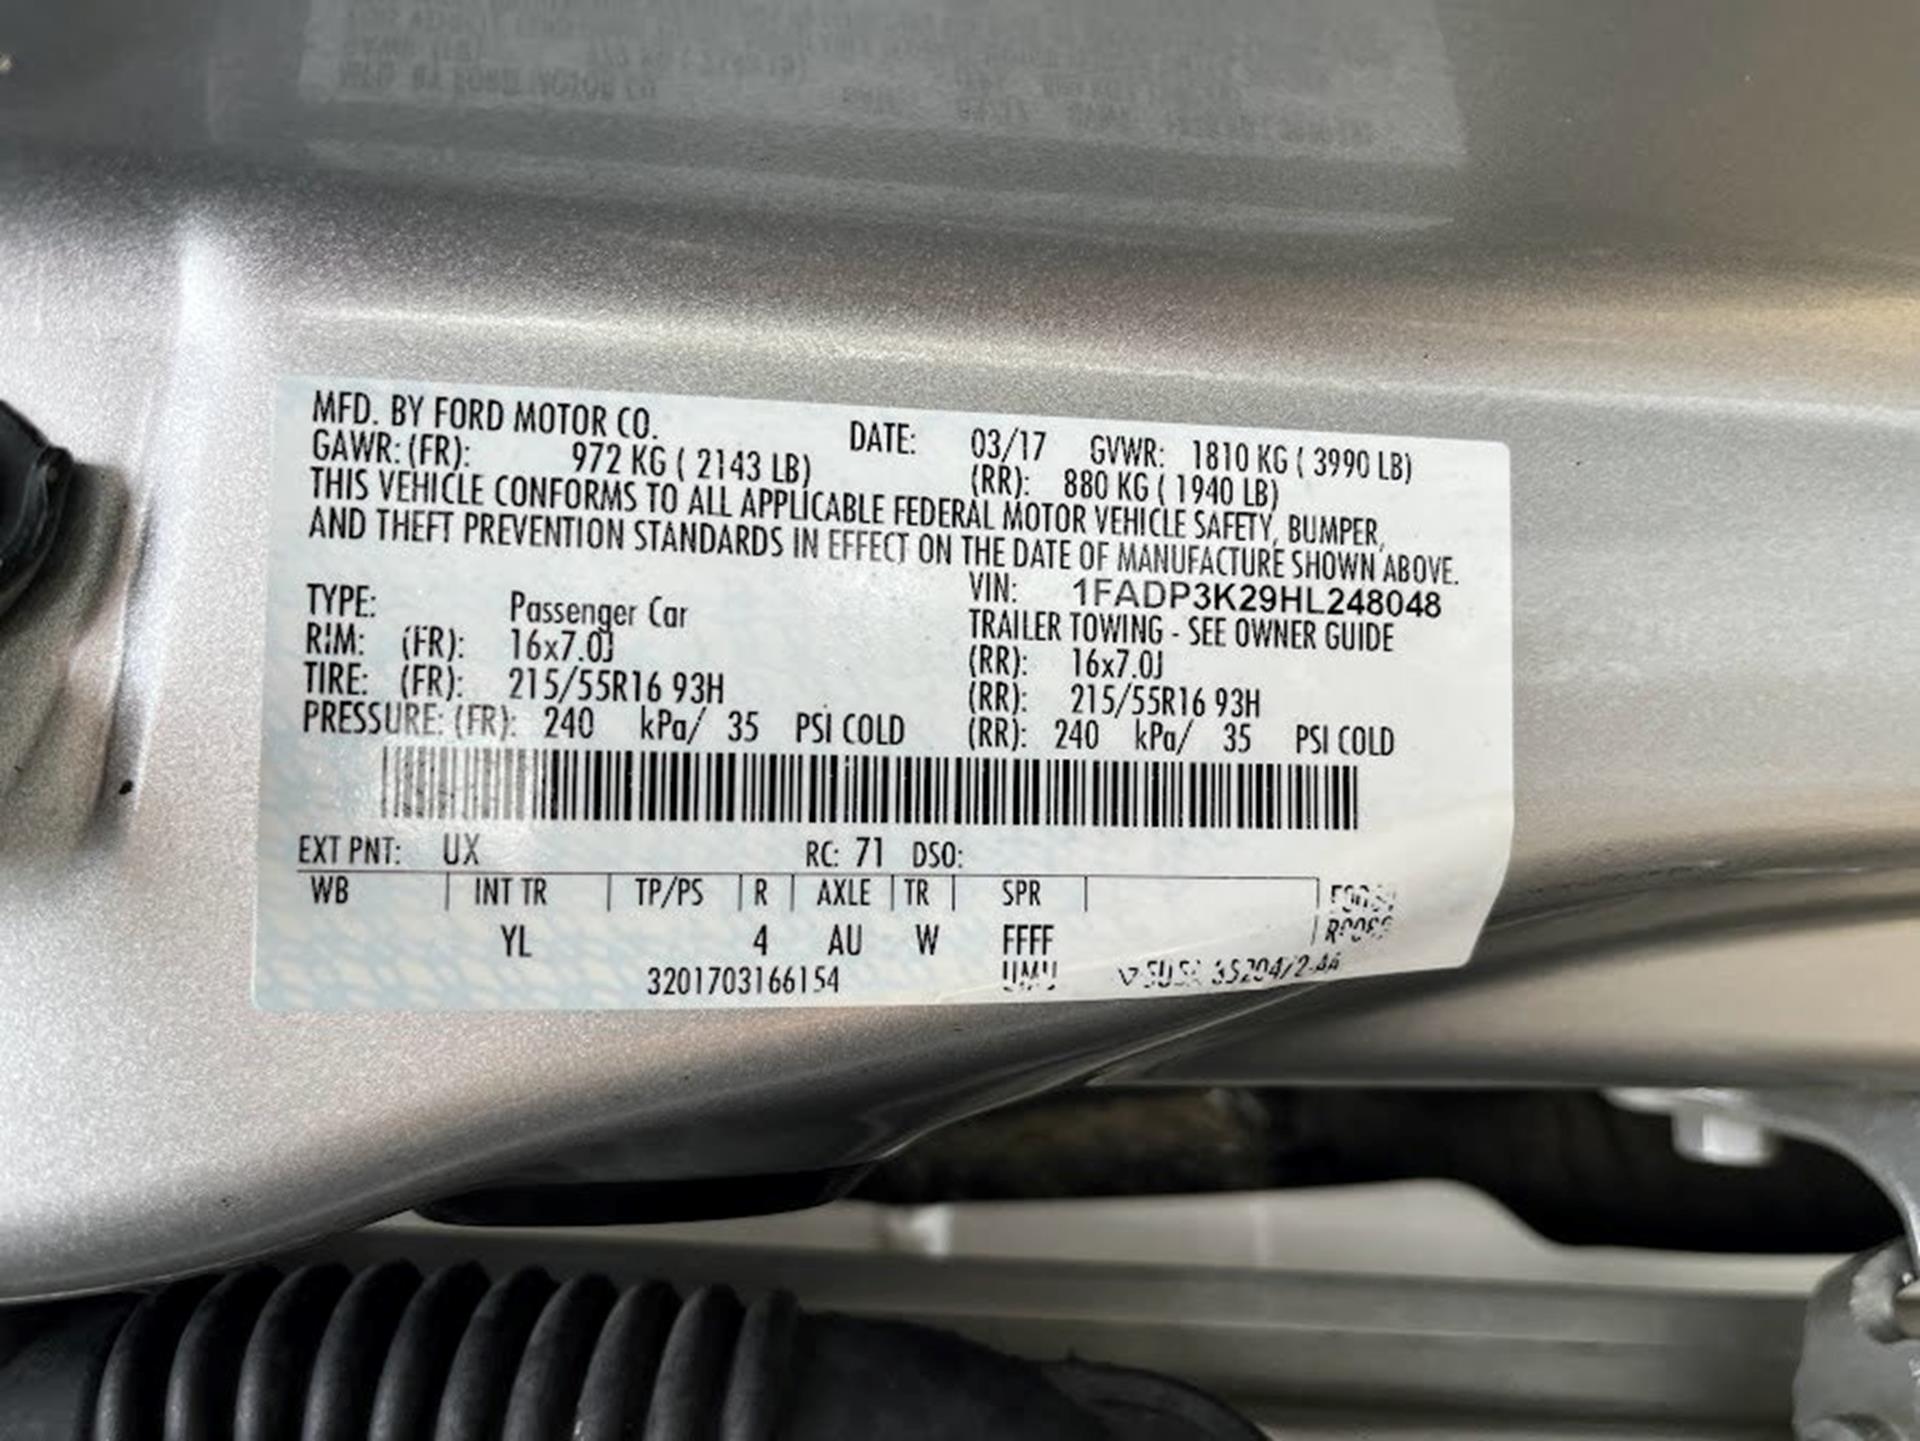 MFD. BY FORD MOTOR CO. DATE: 03/17 GVWR: 1810 KG ( 3990 LB)
GAWR: (FR): 972 KG ( 2143 LB) (RR): 880 KG ( 1940 LB)
THIS VEHICLE CONFORMS TO ALL APPLICABLE FEDERAL MOTOR VEHICLE SAFETY, BUMPER,
AND THEFT PREVENTION STANDARDS IN EFFECT ON THE DATE OF MANUFACTURE SHOWN ABOVE.
VIN: 1FADP3K29HL248048
TYPE: Passenger Car TRAILER TOWING - SEE OWNER GUIDE
RIM: (FR): 16x7.0J (RR): 16x7.0J
TIRE: (FR): 215/55R16 93H (RR): 215/55R16 93H
PRESSURE: (FR): 240 kPa/ 35 PSI COLD (RR): 240 kPa/ 35 PSI COLD
EXT PNT: UX RC: 71 DSO:
WB INT TR TP/PS R AXLE TR SPR
YL 4 AU W FFFF
3201703166154